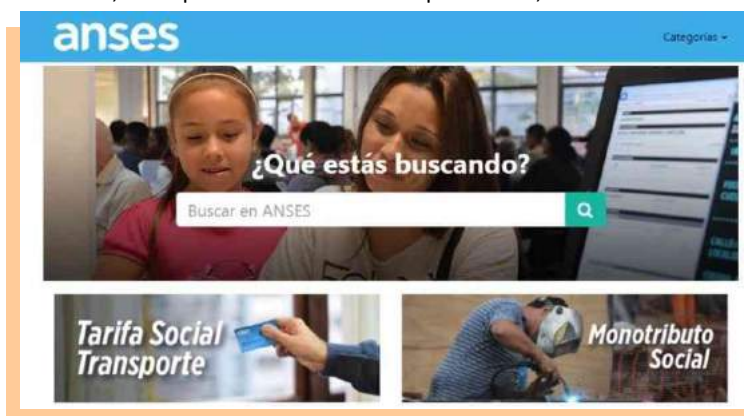 anses
Categorías
¿Qué estás buscando?
Buscar en ANSES
Tarifa Social
Transporte
Monotributo
Social